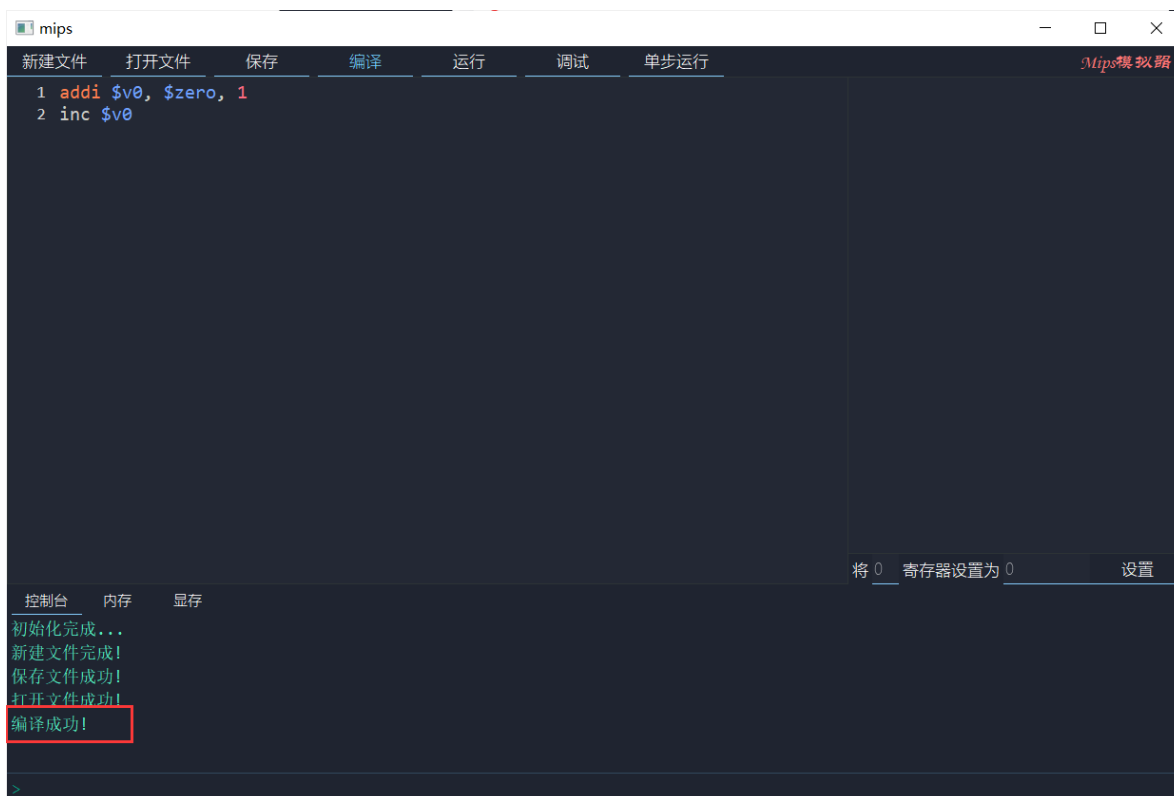 mips
新建文件 打开文件 保存 编译 运行 调试 单步运行 Mips模拟器
1 addi $v0, $zero, 1
2 inc $v0
将 0 寄存器设置为 0 设置
控制台 内存 显存
初始化完成...
新建文件完成!
保存文件成功!
打开文件成功!
编译成功!
>